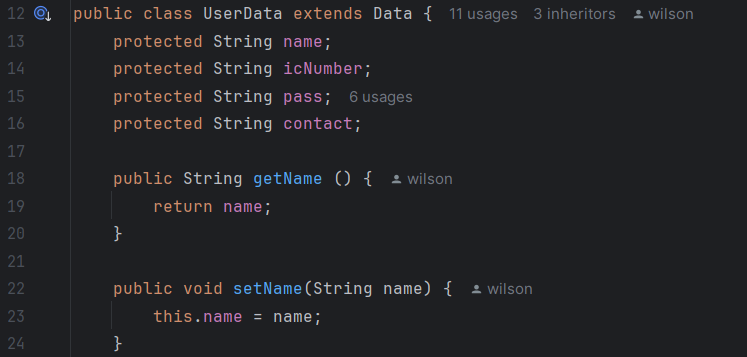 12 public class UserData extends Data { 11 usages 3 inheritors wilson
13 protected String name;
14 protected String icNumber;
15 protected String pass; 6 usages
16 protected String contact;
17
18 public String getName () { wilson
19 return name;
20 }
21
22 public void setName(String name) { wilson
23 this.name = name;
24 }